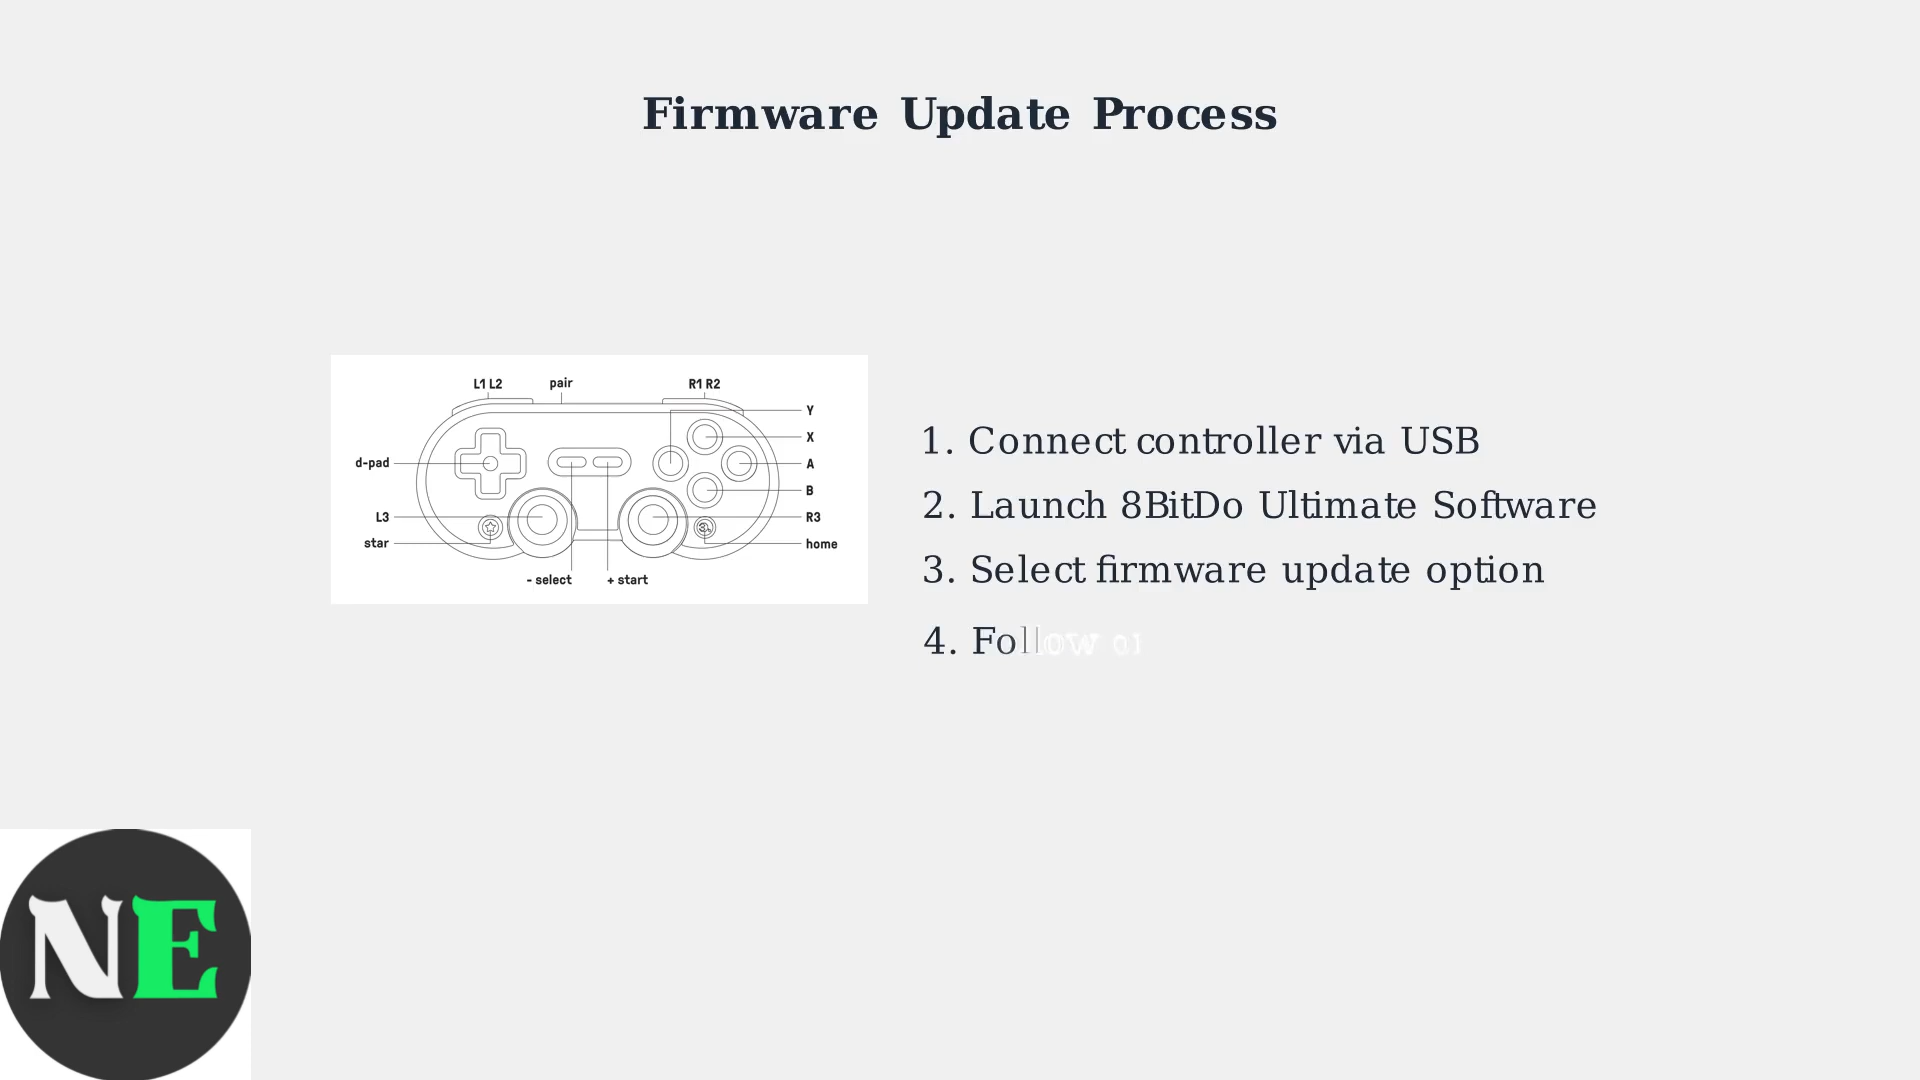 Firmware Update Process
L1 L2 pair R1 R2
Y
X
d-pad A
B
L3 R3
star home
- select + start
1. Connect controller via USB
2. Launch 8BitDo Ultimate Software
3. Select firmware update option
4. Follow
NE